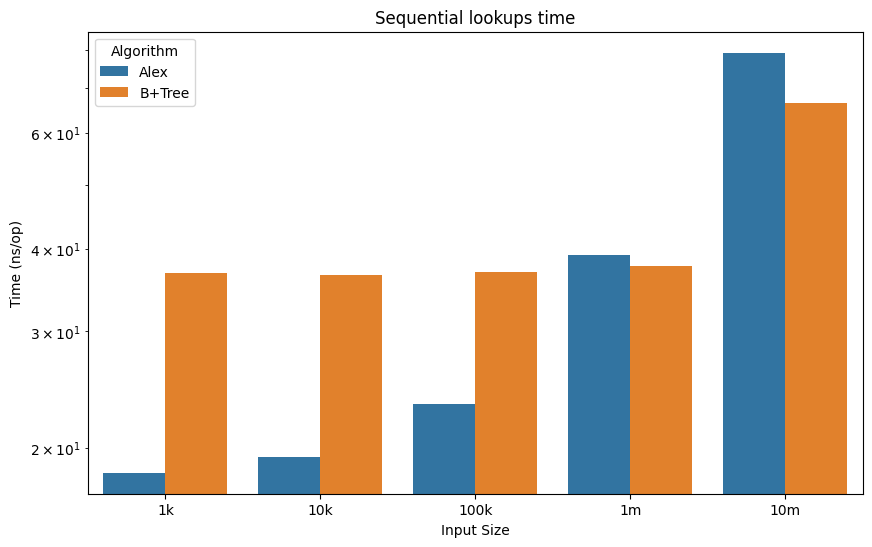 Sequential lookups time
Algorithm
Alex
B+Tree
6 × 10¹
4 × 10¹
3 × 10¹
2 × 10¹
Time (ns/op)
1k
10k
100k
1m
10m
Input Size